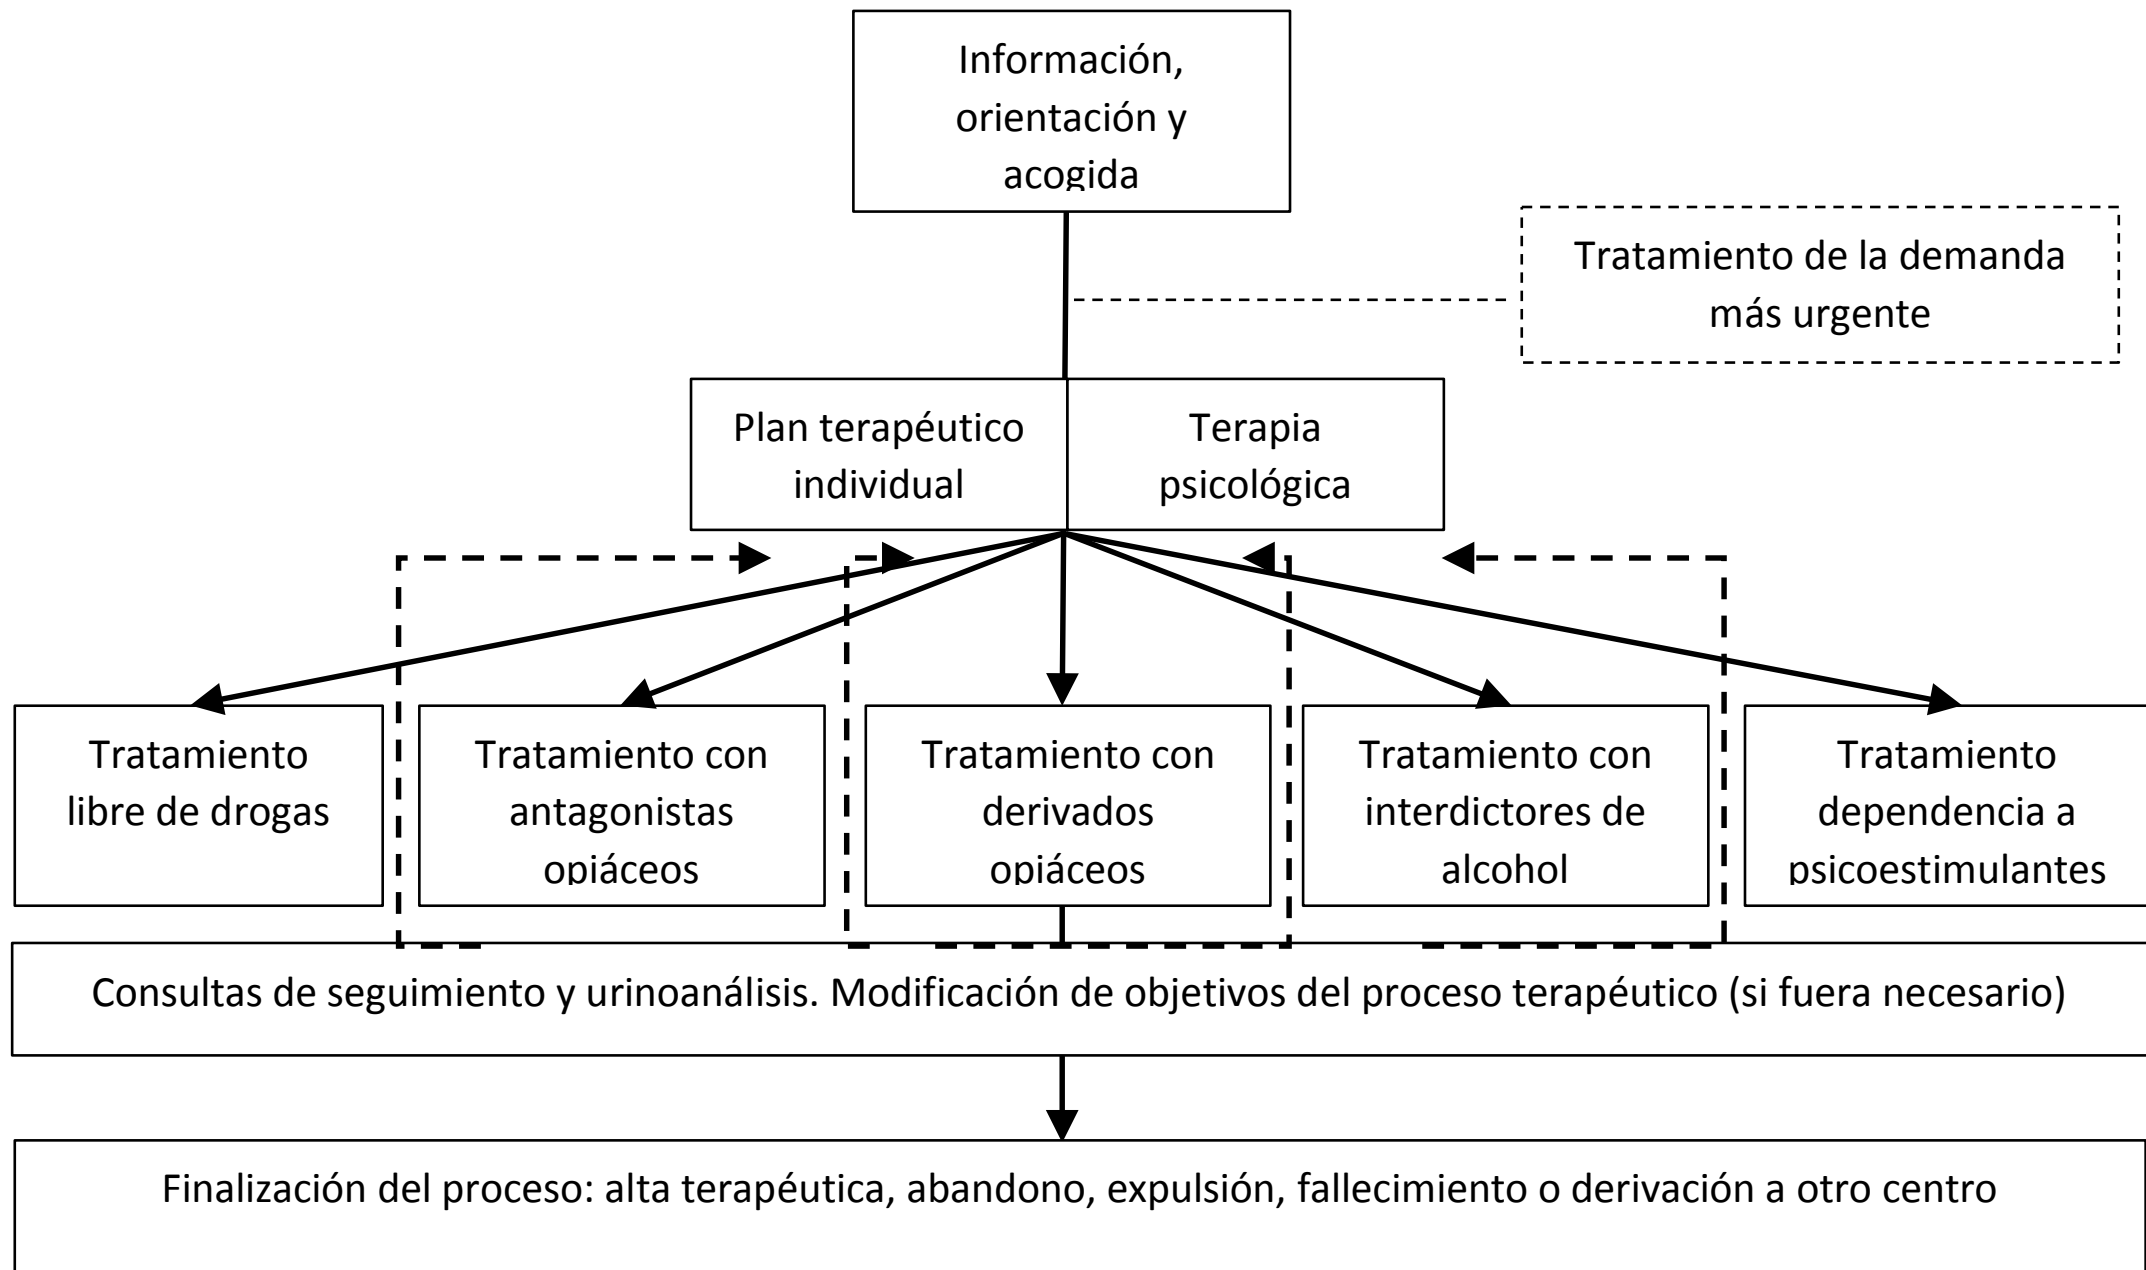 Información,
orientación y
acogida
Tratamiento de la demanda
más urgente
Plan terapéutico
individual
Terapia
psicológica
Tratamiento
libre de drogas
Tratamiento con
antagonistas
opiáceos
Tratamiento con
derivados
opiáceos
Tratamiento con
interdictores de
alcohol
Tratamiento
dependencia a
psicoestimulantes
Consultas de seguimiento y urinoanálisis. Modificación de objetivos del proceso terapéutico (si fuera necesario)
Finalización del proceso: alta terapéutica, abandono, expulsión, fallecimiento o derivación a otro centro